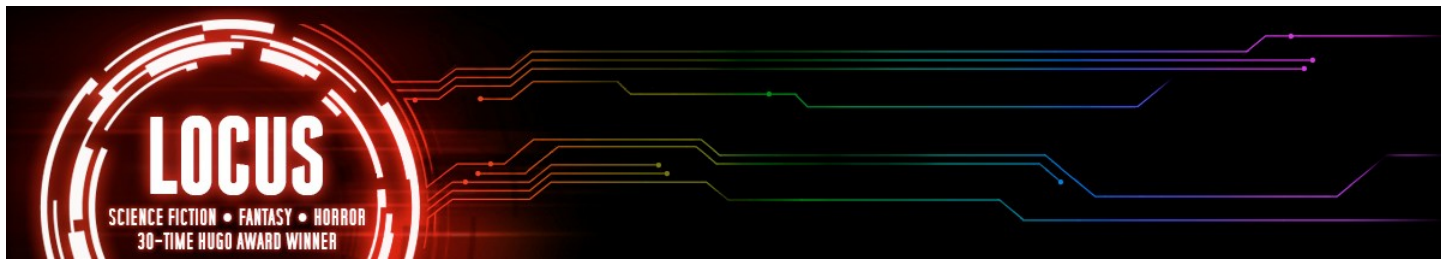 LOCUS
SCIENCE FICTION • FANTASY • HORROR
30-TIME HUGO AWARD WINNER